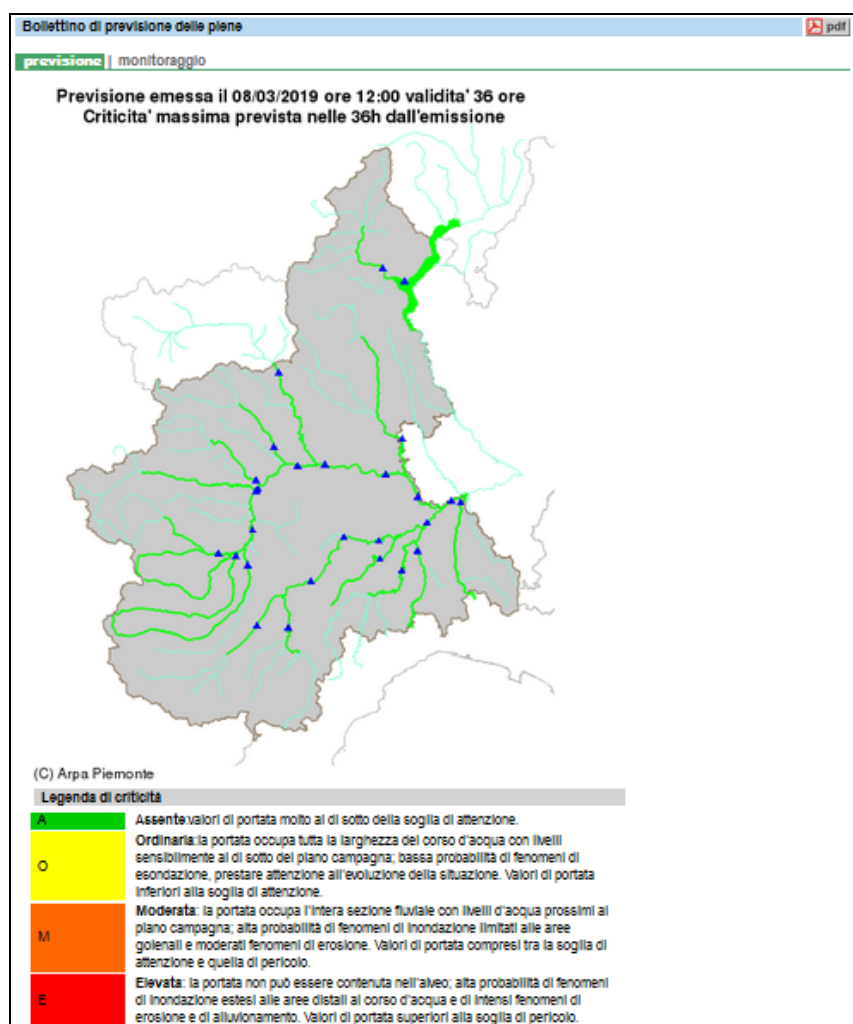 Bollettino di previsione delle piene
pdf
previsione | monitoraggio
Previsione emessa il 08/03/2019 ore 12:00 validita' 36 ore
Criticita' massima prevista nelle 36h dall'emissione
(C) Arpa Piemonte
Legenda di criticità
A
Assente:valori di portata molto al di sotto della soglia di attenzione.
O
Ordinaria:la portata occupa tutta la larghezza del corso d'acqua con livelli
sensibilmente al di sotto del piano campagna; bassa probabilità di fenomeni di
esondazione, prestare attenzione all'evoluzione della situazione. Valori di portata
inferiori alla soglia di attenzione.
M
Moderata: la portata occupa l'intera sezione fluviale con livelli d'acqua prossimi al
piano campagna; alta probabilità di fenomeni di inondazione limitati alle aree
golenali e moderati fenomeni di erosione. Valori di portata compresi tra la soglia di
attenzione e quella di pericolo.
E
Elevata: la portata non può essere contenuta nell'alveo; alta probabilità di fenomeni
di inondazione estesi alle aree distali al corso d'acqua e di intensi fenomeni di
erosione e di alluvionamento. Valori di portata superiori alla soglia di pericolo.